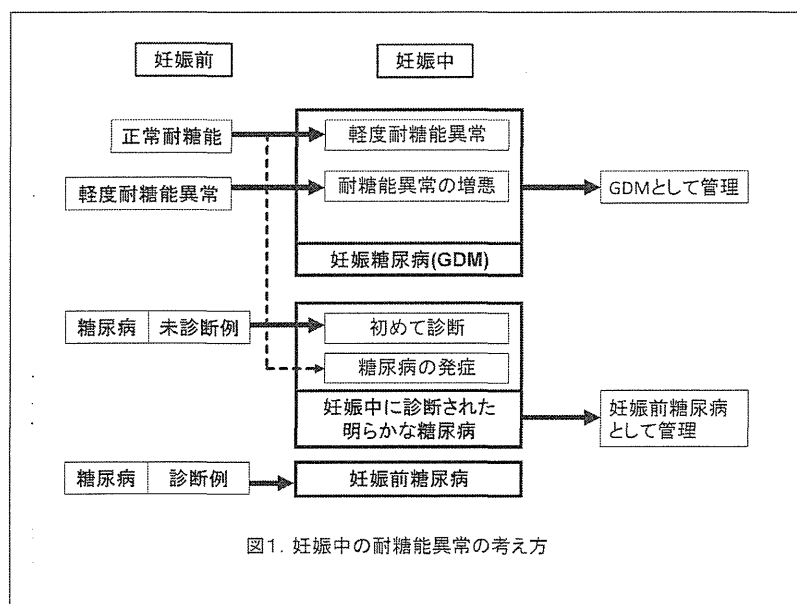 妊娠前
妊娠中
正常耐糖能
軽度耐糖能異常
軽度耐糖能異常
耐糖能異常の増悪
GDMとして管理
妊娠糖尿病(GDM)
糖尿病 未診断例
初めて診断
糖尿病の発症
妊娠中に診断された
明らかな糖尿病
妊娠前糖尿病
として管理
糖尿病 診断例
妊娠前糖尿病
図1. 妊娠中の耐糖能異常の考え方